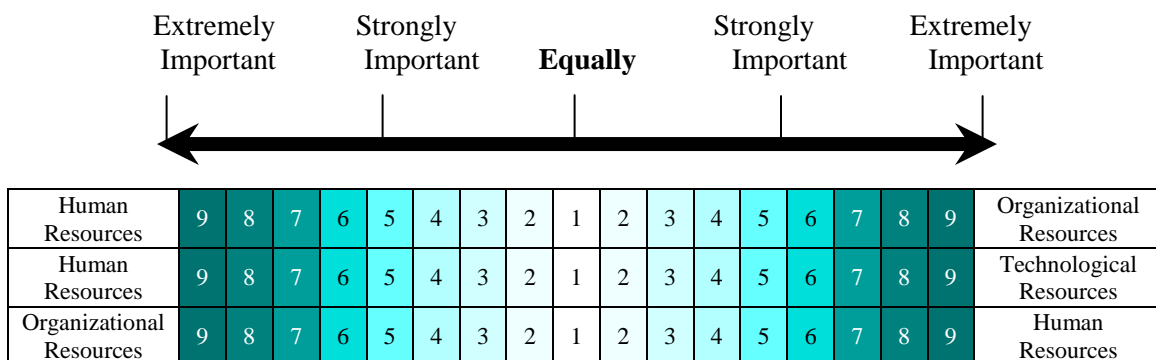 Extremely Important
Strongly Important
Equally
Strongly Important
Extremely Important
Human Resources 9 8 7 6 5 4 3 2 1 2 3 4 5 6 7 8 9 Organizational Resources
Human Resources 9 8 7 6 5 4 3 2 1 2 3 4 5 6 7 8 9 Technological Resources
Organizational Resources 9 8 7 6 5 4 3 2 1 2 3 4 5 6 7 8 9 Human Resources